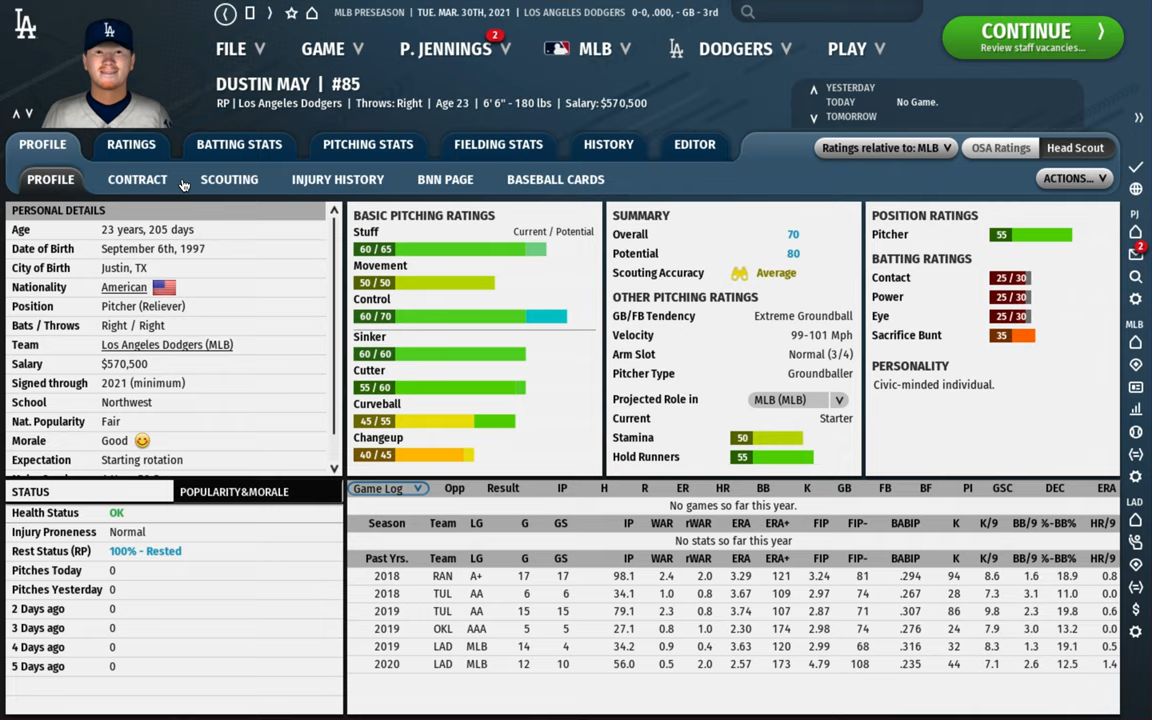 MLB PRESEASON | TUE. MAR. 30TH, 2021 | LOS ANGELES DODGERS 0-0, .000, - GB - 3rd
FILE GAME P. JENNINGS 2 MLB LA DODGERS PLAY
CONTINUE
Review staff vacancies...
DUSTIN MAY | #85
RP | Los Angeles Dodgers | Throws: Right | Age 23 | 6' 6" - 180 lbs | Salary: $570,500
YESTERDAY
TODAY No Game.
TOMORROW
PROFILE RATINGS BATTING STATS PITCHING STATS FIELDING STATS HISTORY EDITOR
Ratings relative to: MLB OSA Ratings Head Scout
PROFILE CONTRACT SCOUTING INJURY HISTORY BNN PAGE BASEBALL CARDS ACTIONS...
PERSONAL DETAILS
Age 23 years, 205 days
Date of Birth September 6th, 1997
City of Birth Justin, TX
Nationality American
Position Pitcher (Reliever)
Bats / Throws Right / Right
Team Los Angeles Dodgers (MLB)
Salary $570,500
Signed through 2021 (minimum)
School Northwest
Nat. Popularity Fair
Morale Good
Expectation Starting rotation
BASIC PITCHING RATINGS
Stuff Current / Potential
60 / 65
Movement
50 / 50
Control
60 / 70
Sinker
60 / 60
Cutter
55 / 60
Curveball
45 / 55
Changeup
40 / 45
SUMMARY
Overall 70
Potential 80
Scouting Accuracy Average
OTHER PITCHING RATINGS
GB/FB Tendency Extreme Groundball
Velocity 99-101 Mph
Arm Slot Normal (3/4)
Pitcher Type Groundballer
Projected Role in MLB (MLB)
Current Starter
Stamina 50
Hold Runners 55
POSITION RATINGS
Pitcher 55
BATTING RATINGS
Contact 25 / 30
Power 25 / 30
Eye 25 / 30
Sacrifice Bunt 35
PERSONALITY
Civic-minded individual.
STATUS POPULARITY&MORALE
Health Status OK
Injury Proneness Normal
Rest Status (RP) 100% - Rested
Pitches Today 0
Pitches Yesterday 0
2 Days ago 0
3 Days ago 0
4 Days ago 0
5 Days ago 0
Game Log Opp Result IP H R ER HR BB K GB FB BF PI GSC DEC ERA
No games so far this year.
Season Team LG G GS IP WAR rWAR ERA ERA+ FIP FIP- BABIP K K/9 BB/9 %-BB% HR/9
No stats so far this year
Past Yrs. Team LG G GS IP WAR rWAR ERA ERA+ FIP FIP- BABIP K K/9 BB/9 %-BB% HR/9
2018 RAN A+ 17 17 98.1 2.4 2.0 3.29 121 3.24 81 .294 94 8.6 1.6 18.9 0.8
2018 TUL AA 6 6 34.1 1.0 0.8 3.67 109 2.97 74 .267 28 7.3 3.1 11.0 0.0
2019 TUL AA 15 15 79.1 2.3 0.8 3.74 107 2.87 71 .307 86 9.8 2.3 19.8 0.6
2019 OKL AAA 5 5 27.1 0.8 1.0 2.30 174 2.98 74 .276 24 7.9 3.0 13.2 0.0
2019 LAD MLB 14 4 34.2 0.9 0.4 3.63 120 2.99 68 .316 32 8.3 1.3 19.1 0.5
2020 LAD MLB 12 10 56.0 0.5 2.0 2.57 173 4.79 108 .235 44 7.1 2.6 12.5 1.4
PJ
2
MLB
LAD
LA
LA